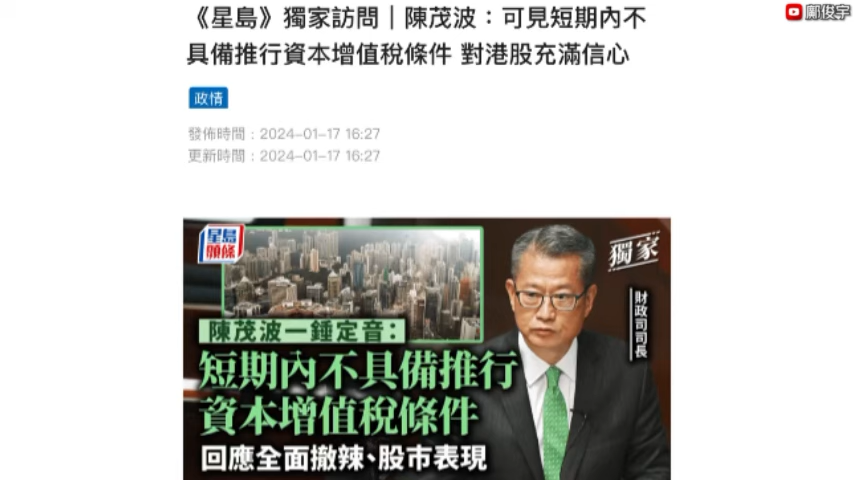 《星島》獨家訪問｜陳茂波：可見短期內不
具備推行資本增值稅條件 對港股充滿信心
鄺俊宇
政情
發佈時間：2024-01-17 16:27
更新時間：2024-01-17 16:27
星島
頭條
獨家
財政司司長
陳茂波一錘定音：
短期內不具備推行
資本增值稅條件
回應全面撤辣、股市表現